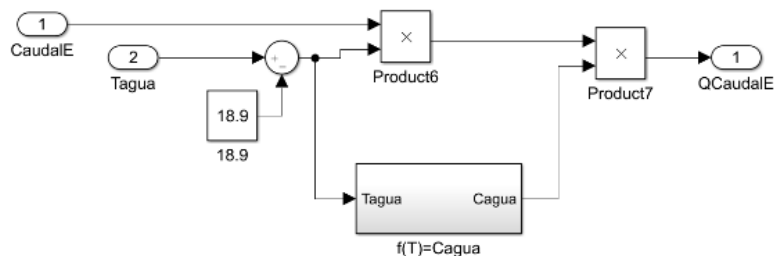 1
CaudalE
2
Tagua
+
−
18.9
18.9
×
Product6
×
Product7
1
QCaudalE
Tagua Cagua
f(T)=Cagua